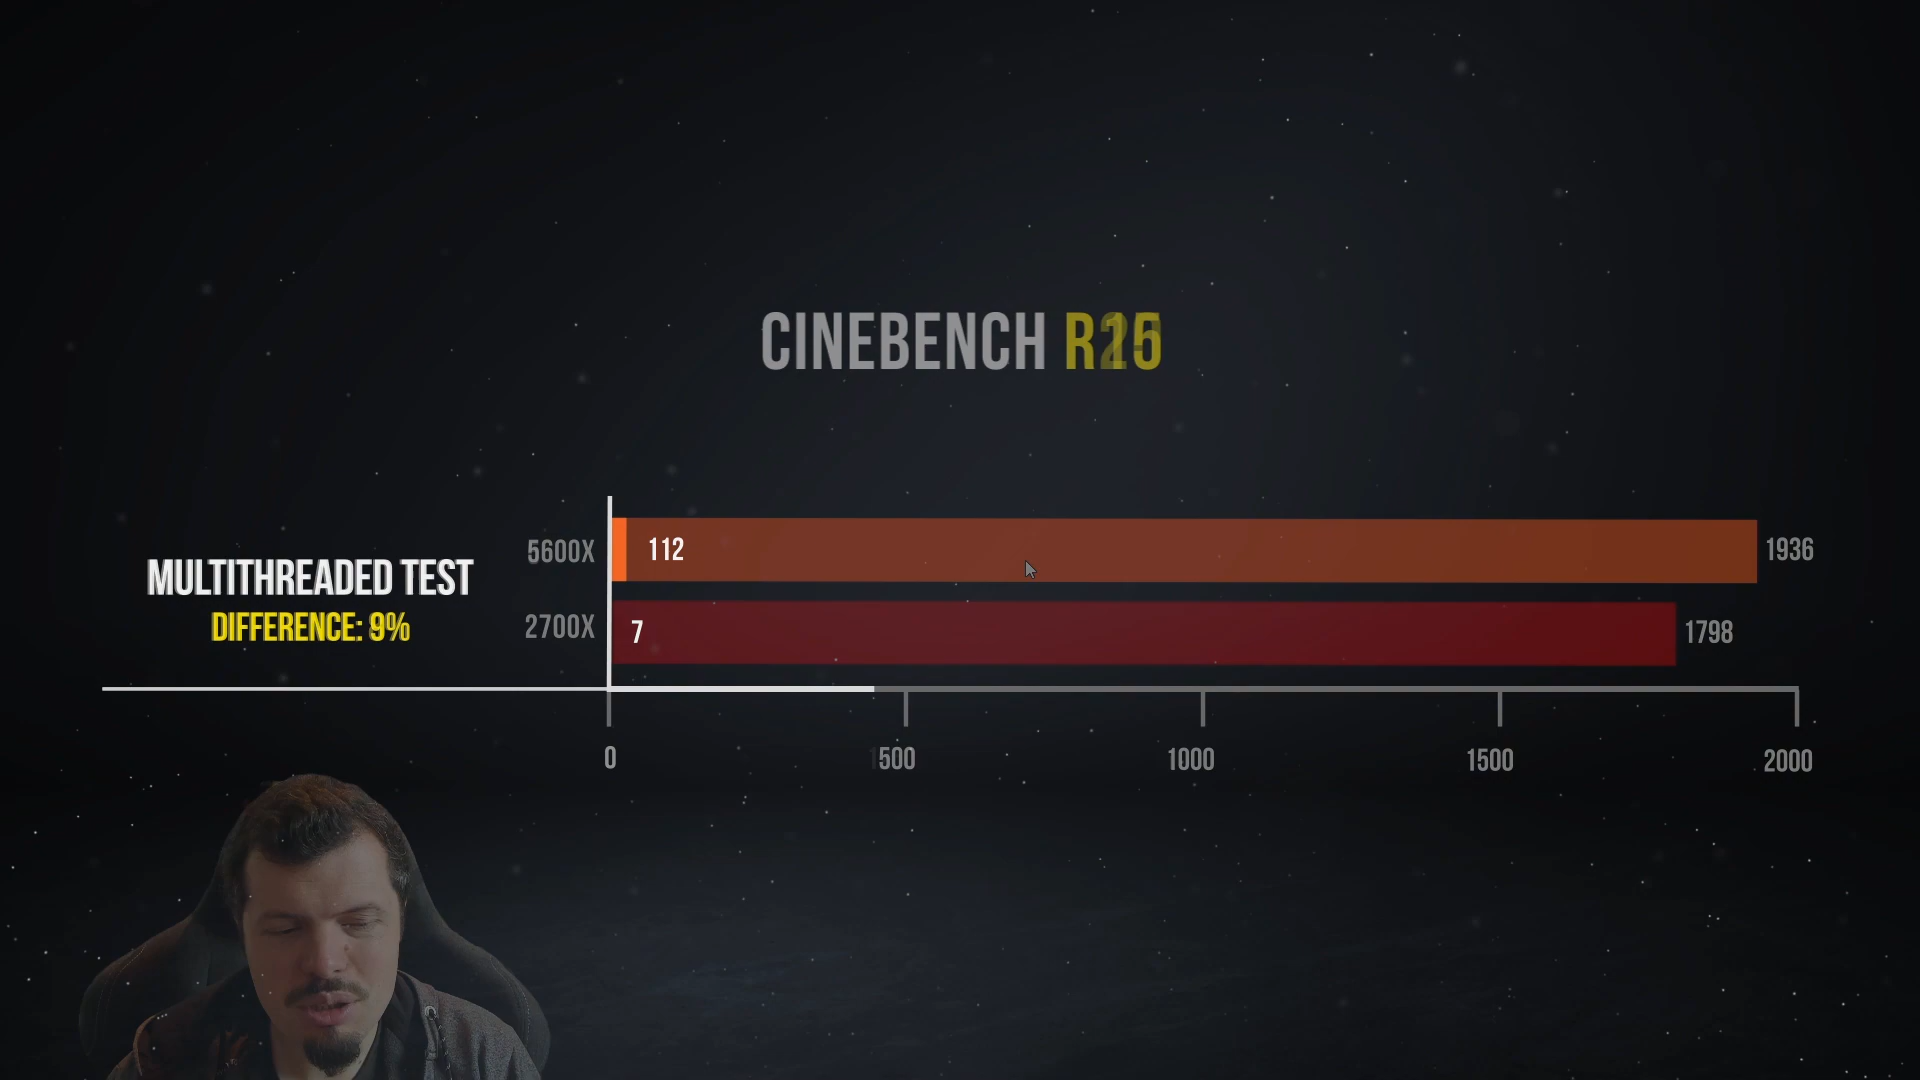 CINEBENCH
5600X 112 1936
MULTITHREADED TEST
DIFFERENCE: 9%
2700X 7 1798
0 500 1000 1500 2000